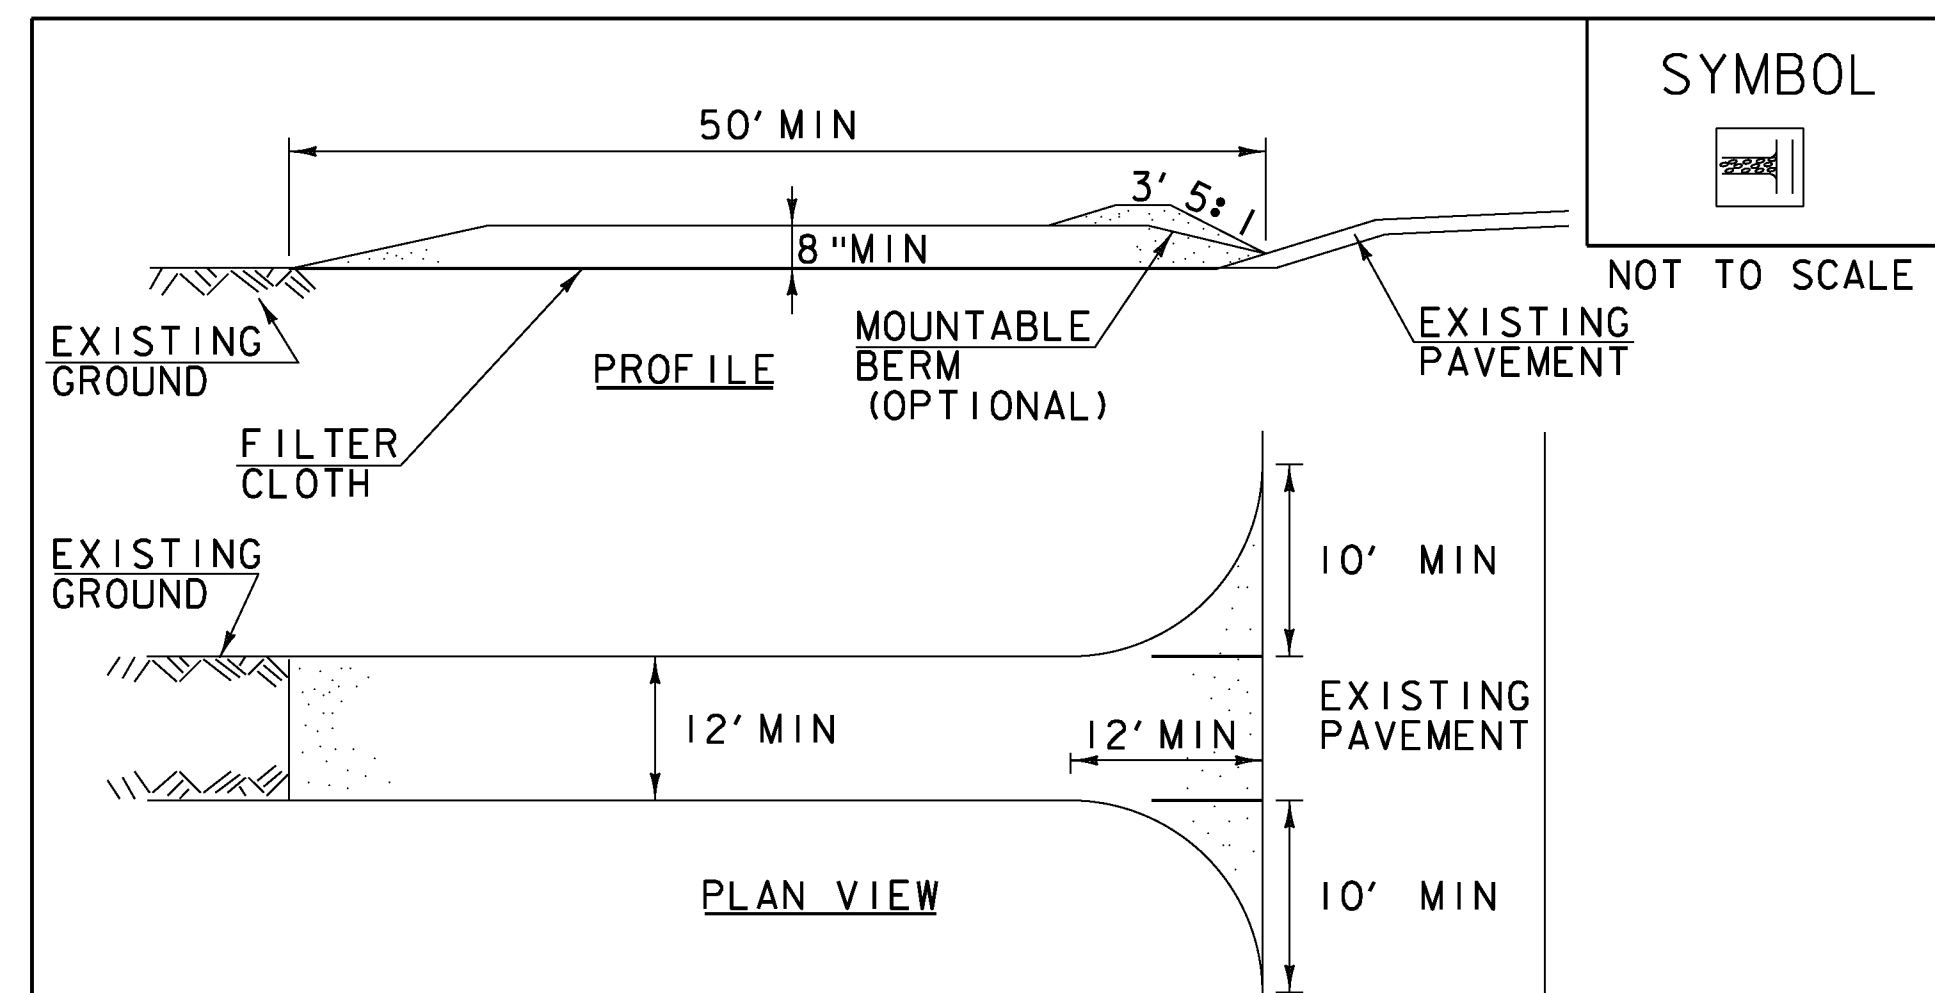 SYMBOL
NOT TO SCALE
50' MIN
3' 5:1
8" MIN
EXISTING
GROUND
PROFILE
MOUNTABLE
BERM
(OPTIONAL)
EXISTING
PAVEMENT
FILTER
CLOTH
EXISTING
GROUND
10' MIN
12' MIN
12' MIN
EXISTING
PAVEMENT
PLAN VIEW
10' MIN